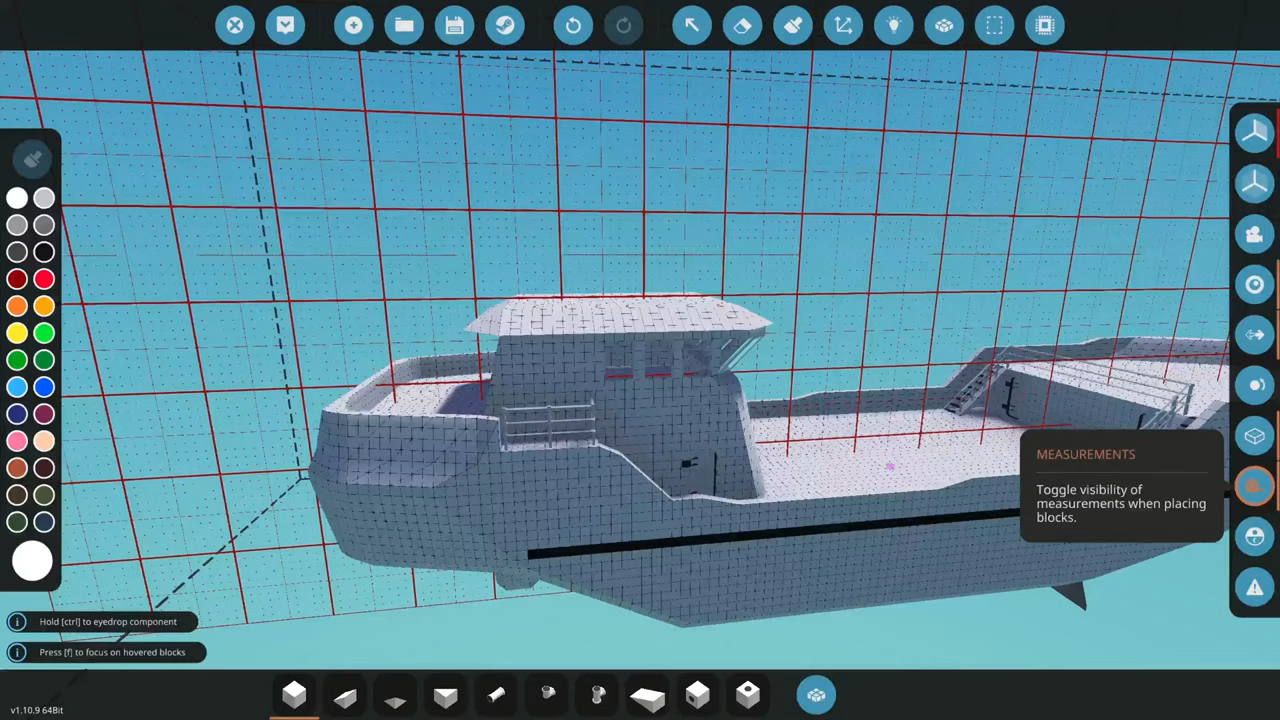 MEASUREMENTS
Toggle visibility of
measurements when placing
blocks.
Hold [ctrl] to eyedrop component
Press [f] to focus on hovered blocks
v1.10.9 64Bit